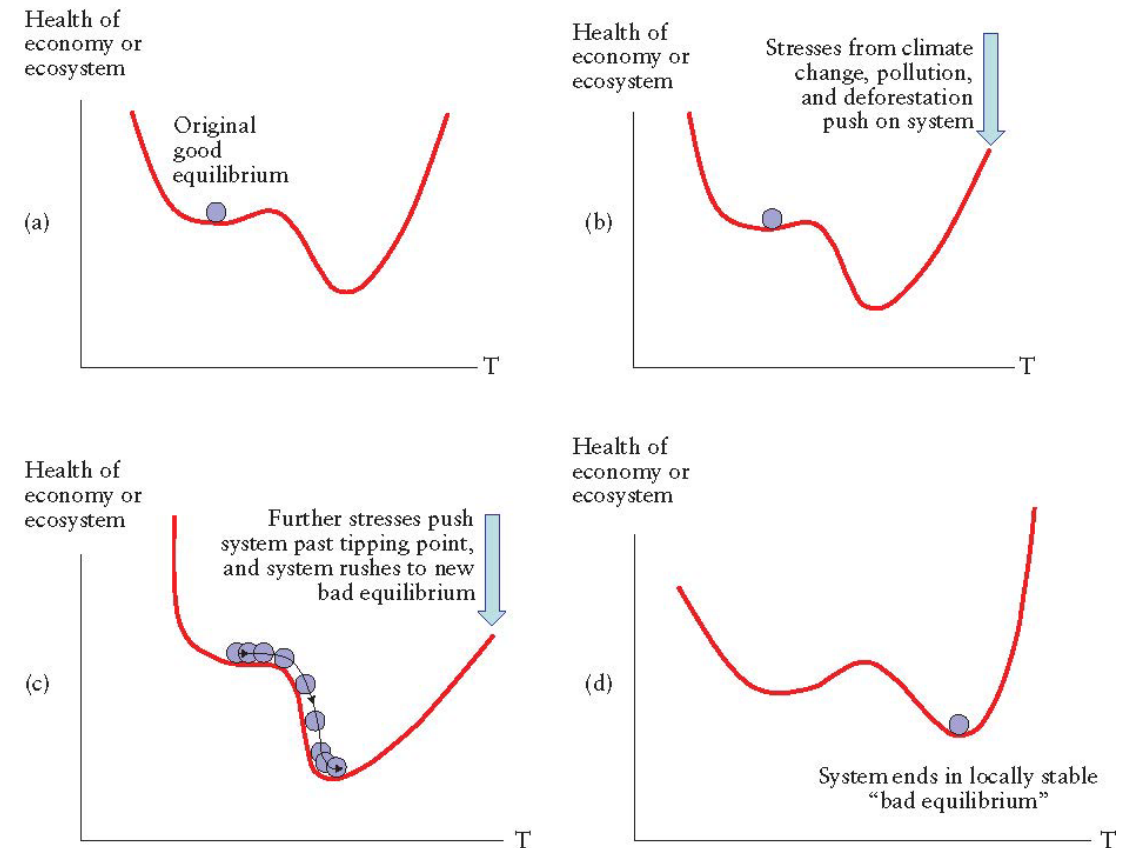 Health of
economy or
ecosystem
Original
good
equilibrium
(a)
T
Health of
economy or
ecosystem
Stresses from climate
change, pollution,
and deforestation
push on system
(b)
T
Health of
economy or
ecosystem
Further stresses push
system past tipping point,
and system rushes to new
bad equilibrium
(c)
T
Health of
economy or
ecosystem
(d)
System ends in locally stable
“bad equilibrium”
T